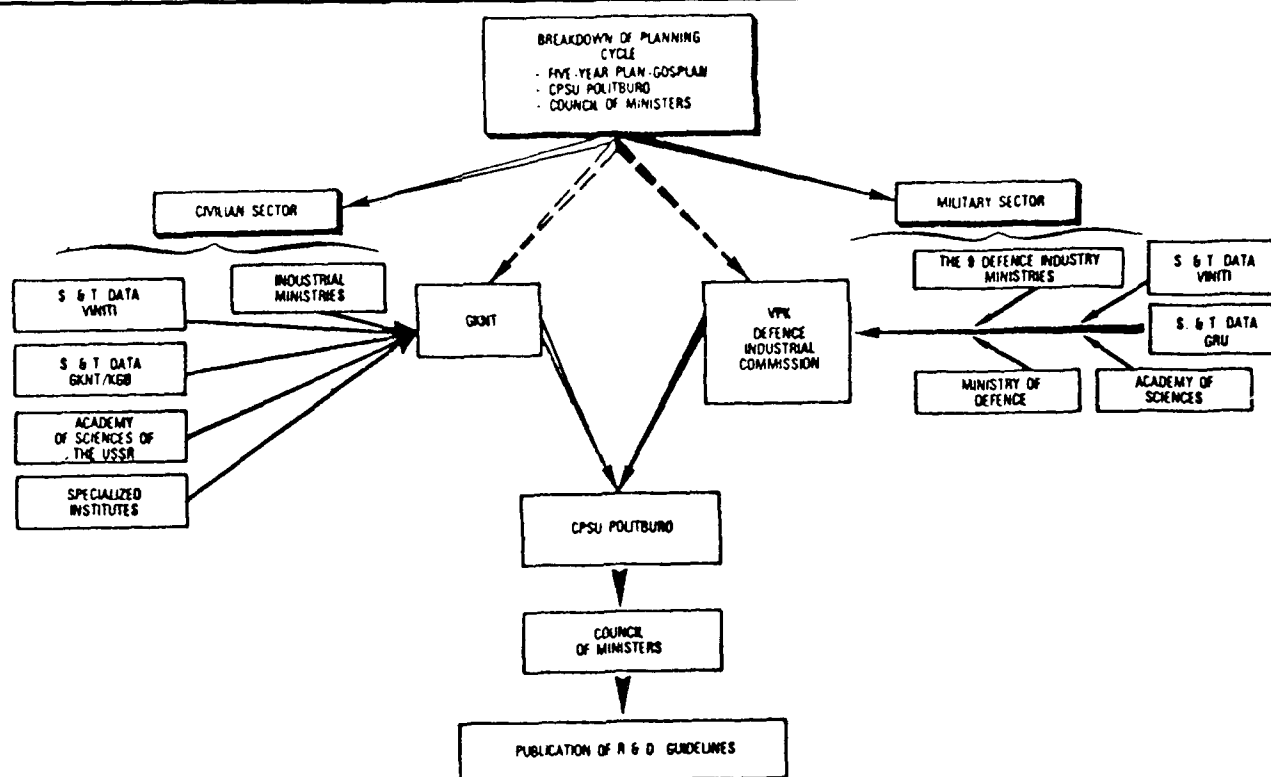 BREAKDOWN OF PLANNING
CYCLE
- FIVE-YEAR PLAN-GOSPLAN
- CPSU POLITBURO
- COUNCIL OF MINISTERS
CIVILIAN SECTOR
MILITARY SECTOR
S & T DATA
VINITI
INDUSTRIAL
MINISTRIES
S & T DATA
GKNT/KGB
ACADEMY
OF SCIENCES OF
THE USSR
SPECIALIZED
INSTITUTES
GKNT
VPK
DEFENCE
INDUSTRIAL
COMMISSION
THE 9 DEFENCE INDUSTRY
MINISTRIES
S & T DATA
VINITI
S. & T DATA
GRU
MINISTRY OF
DEFENCE
ACADEMY OF
SCIENCES
CPSU POLITBURO
COUNCIL
OF MINISTERS
PUBLICATION OF R & D GUIDELINES